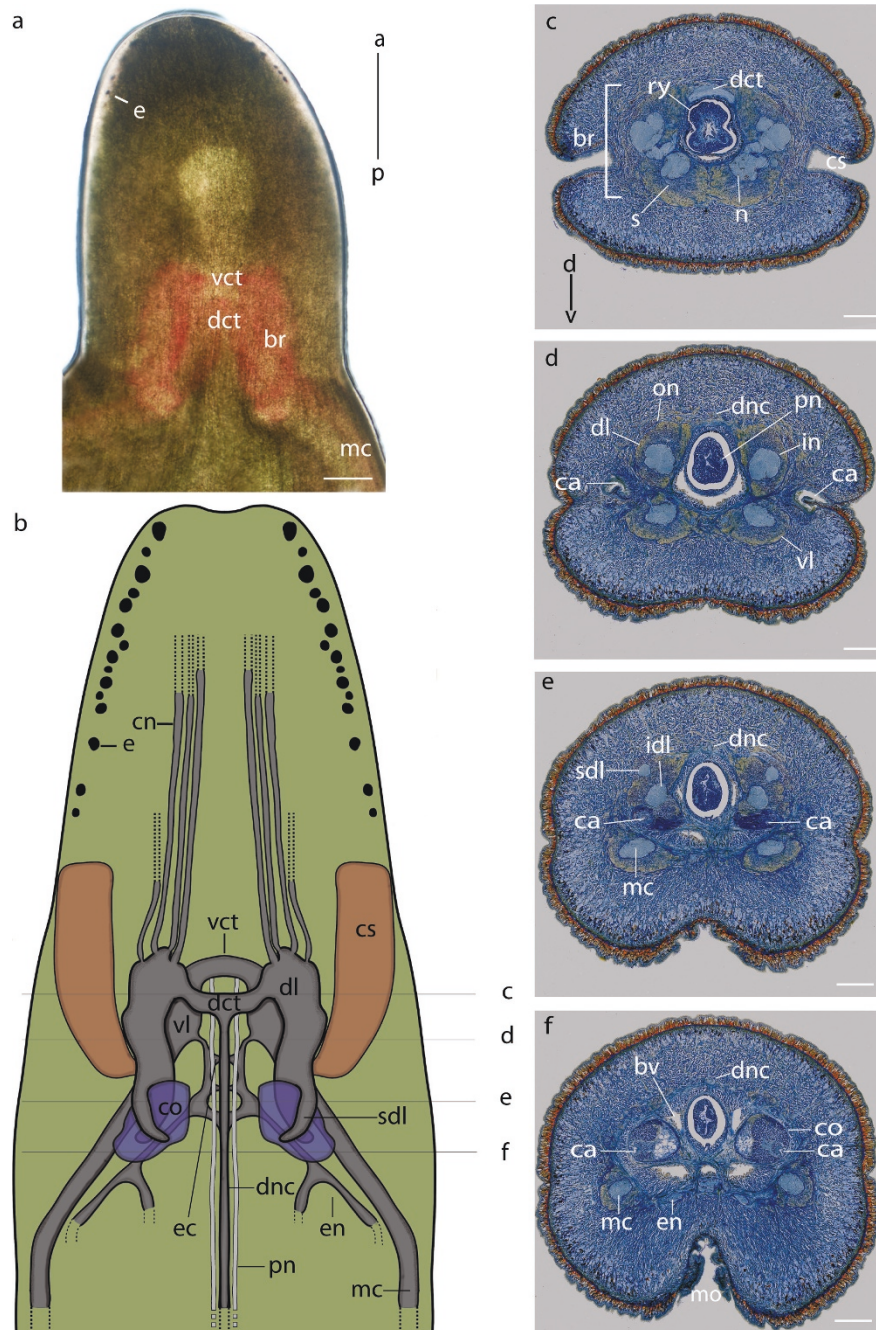 a
a
e
p
vct
dct
br
mc
b
cn
e
cs
vct
dl
dct
vl
co
sdl
dnc
ec
en
pn
mc
c
d
e
f
c
ry
dct
br
cs
s
n
d
v
d
on
dnc
pn
dl
in
ca
ca
vl
e
idl
dnc
sdl
ca
ca
mc
f
bv
dnc
co
ca
ca
mc
en
mo